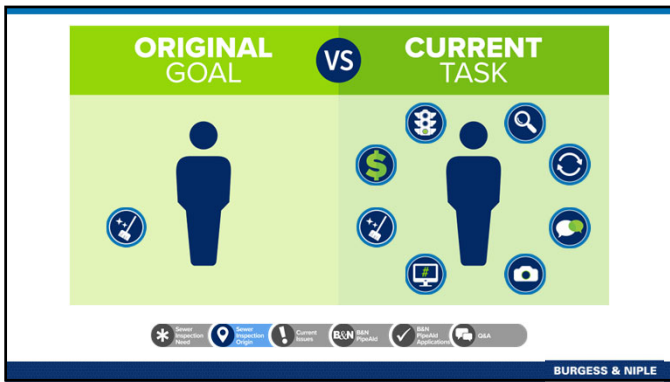 ORIGINAL
GOAL
VS
CURRENT
TASK
$
#
Sewer
Inspection
Need
Sewer
Inspection
Origin
!
Current
Issues
B&N
B&N
PipeAId
B&N
PipeAId
Applications
Q&A
BURGESS & NIPLE